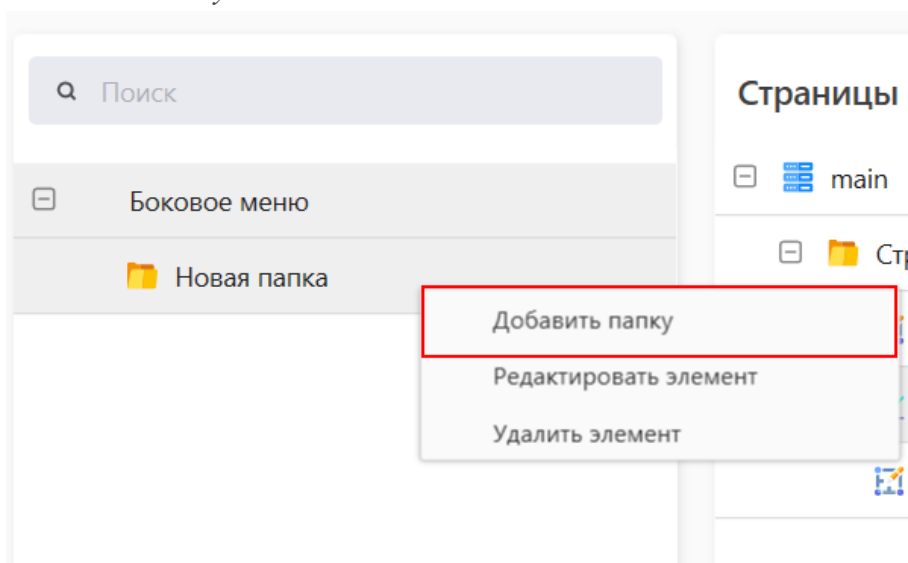 Поиск
Боковое меню
Новая папка
Добавить папку
Редактировать элемент
Удалить элемент
Страницы
main